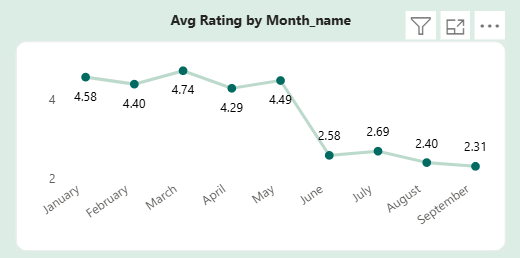 Avg Rating by Month_name
4
2
4.58
4.40
4.74
4.29
4.49
2.58
2.69
2.40
2.31
January
February
March
April
May
June
July
August
September